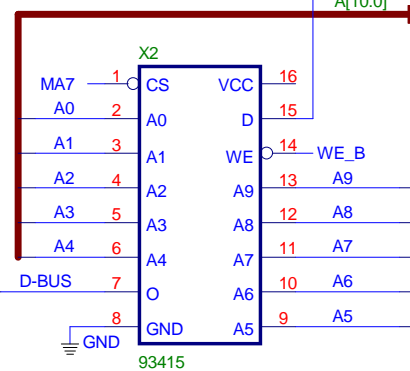 A[10:0]
X2
MA7 1 CS VCC 16
A0 2 A0 D 15
A1 3 A1 WE 14 WE_B
A2 4 A2 A9 13 A9
A3 5 A3 A8 12 A8
A4 6 A4 A7 11 A7
D-BUS 7 O A6 10 A6
8 GND A5 9 A5
GND
93415